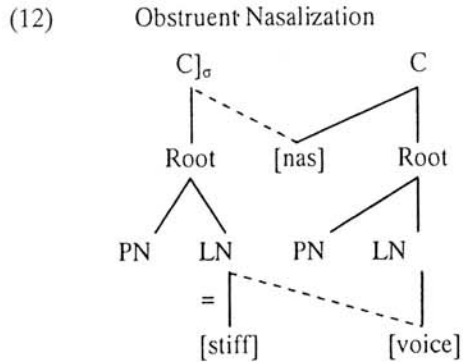 (12) Obstruent Nasalization
C]σ C
Root [nas] Root
PN LN PN LN
=
[stiff] [voice]